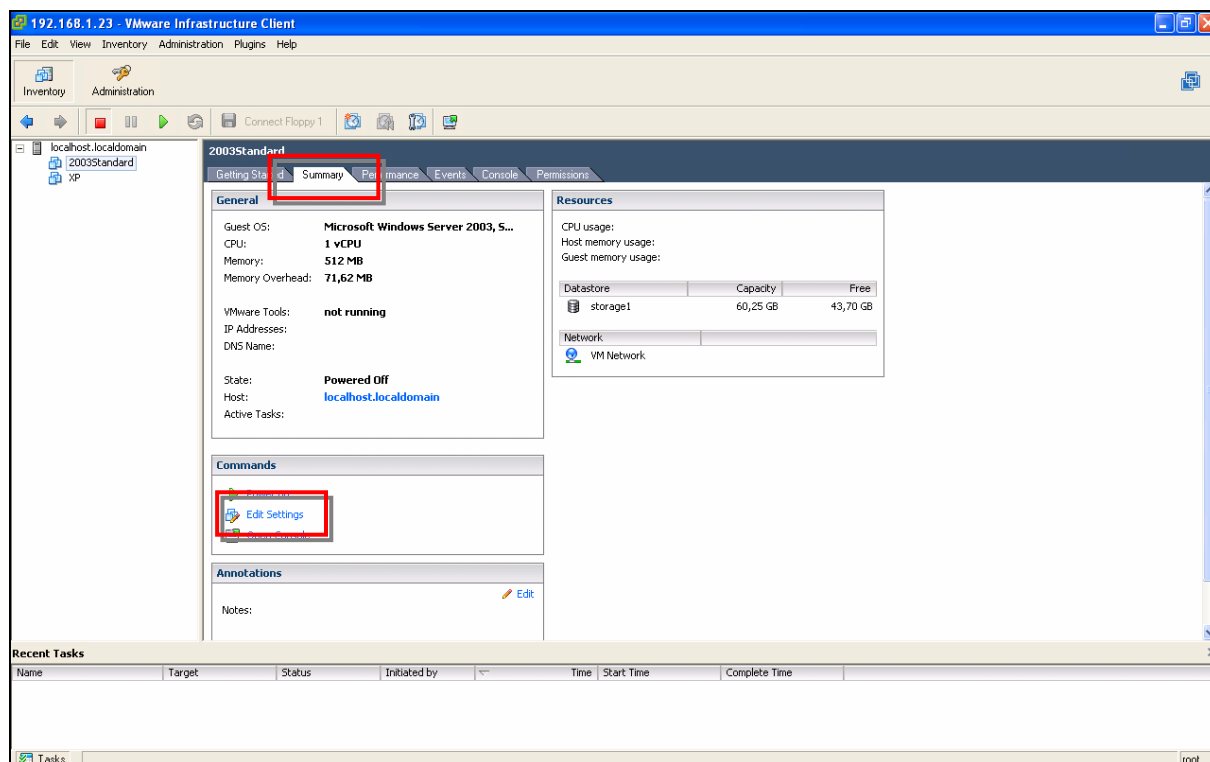 192.168.1.23 - VMware Infrastructure Client
File Edit View Inventory Administration Plugins Help
Inventory Administration
Connect Floppy 1
localhost.localdomain
2003Standard
XP
2003Standard
Getting Summary Events Console Permissions
General
Guest OS: Microsoft Windows Server 2003, S...
CPU: 1 vCPU
Memory: 512 MB
Memory Overhead: 71,62 MB
VMware Tools: not running
IP Addresses:
DNS Name:
State: Powered Off
Host: localhost.localdomain
Active Tasks:
Resources
CPU usage:
Host memory usage:
Guest memory usage:
Datastore Capacity Free
storage1 60,25 GB 43,70 GB
Network
VM Network
Commands
Edit Settings
Annotations
Edit
Notes:
Recent Tasks
Name Target Status Initiated by Time Start Time Complete Time
Tasks root